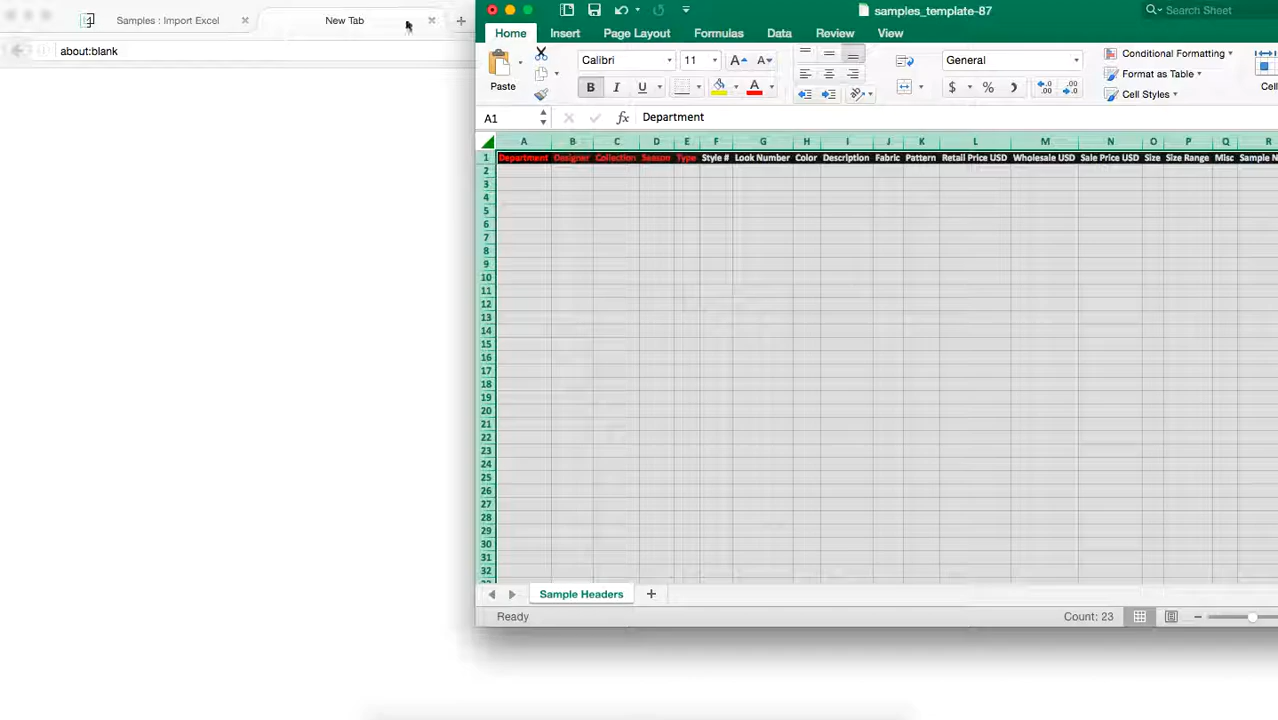 Samples : Import Excel
New Tab
about:blank
samples_template-87
Search Sheet
Home Insert Page Layout Formulas Data Review View
Paste
Calibri 11
B I U
A A
General
$ %
Conditional Formatting
Format as Table
Cell Styles
A1 fx Department
A B C D E F G H I J K L M N O P Q R
1 Department Designer Collection Season Type Style # Look Number Color Description Fabric Pattern Retail Price USD Wholesale USD Sale Price USD Size Size Range Misc
2
3
4
5
6
7
8
9
10
11
12
13
14
15
16
17
18
19
20
21
22
23
24
25
26
27
28
29
30
31
32
Sample Headers
Ready
Count: 23